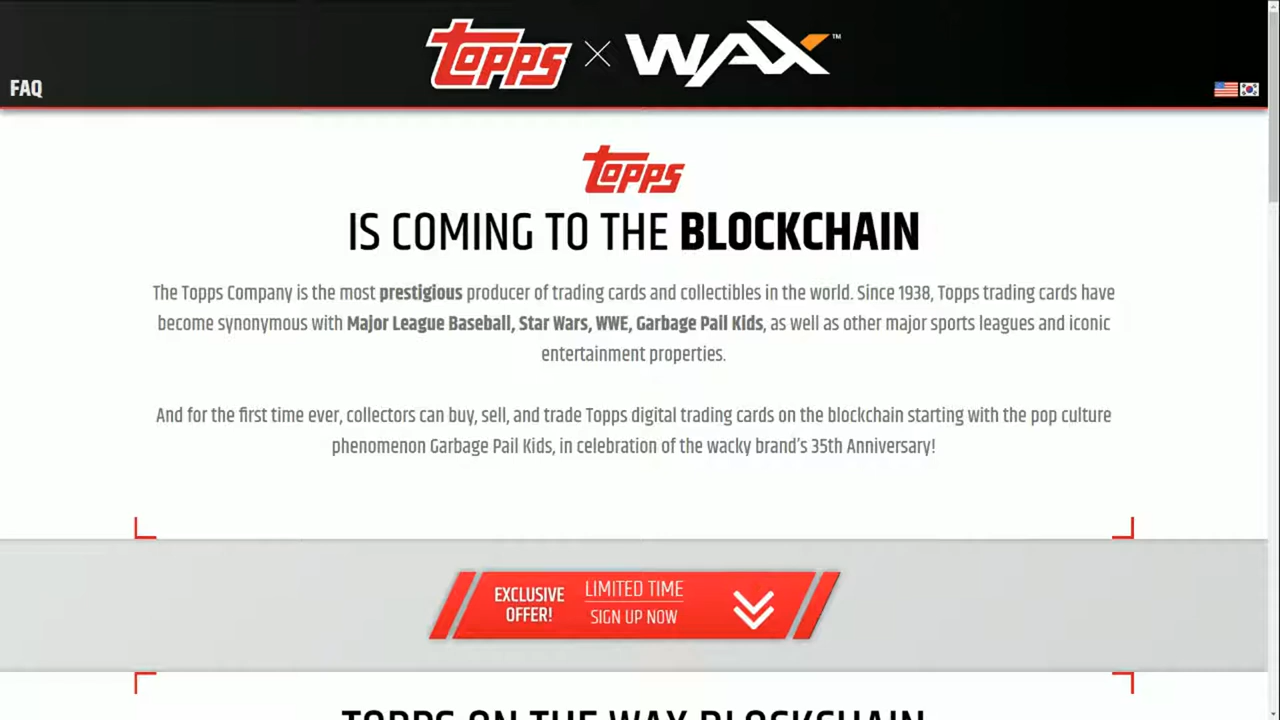 topps × WAX™
FAQ
topps
IS COMING TO THE BLOCKCHAIN
The Topps Company is the most prestigious producer of trading cards and collectibles in the world. Since 1938, Topps trading cards have
become synonymous with Major League Baseball, Star Wars, WWE, Garbage Pail Kids, as well as other major sports leagues and iconic
entertainment properties.
And for the first time ever, collectors can buy, sell, and trade Topps digital trading cards on the blockchain starting with the pop culture
phenomenon Garbage Pail Kids, in celebration of the wacky brand's 35th Anniversary!
EXCLUSIVE
OFFER!
LIMITED TIME
SIGN UP NOW
TOPPS ON THE WAX BLOCKCHAIN